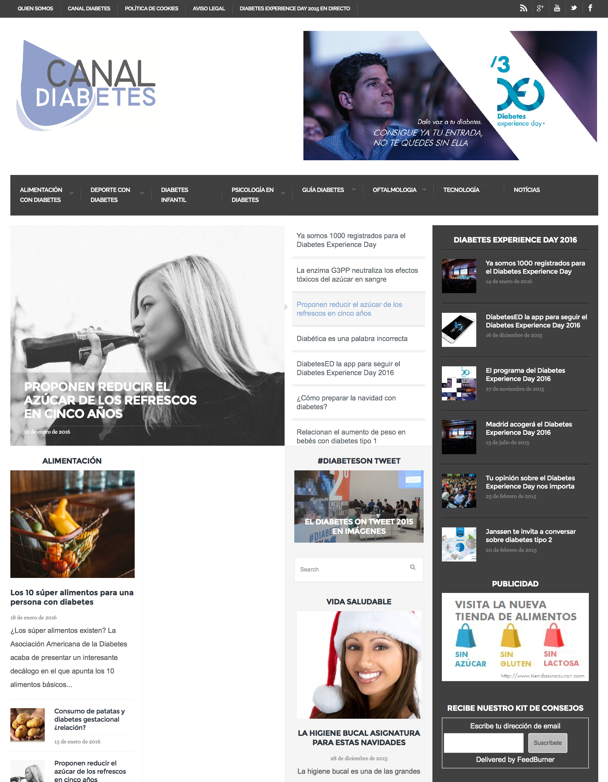 QUIEN SOMOS
CANAL DIABETES
POLÍTICA DE COOKIES
AVISO LEGAL
DIABETES EXPERIENCE DAY 2015 EN DIRECTO
CANAL
DIABETES
/3
Diabetes
experience day+
Dale voz a tu diabetes.
CONSIGUE YA TU ENTRADA,
NO TE QUEDES SIN ELLA
ALIMENTACIÓN
CON DIABETES
DEPORTE CON
DIABETES
DIABETES
INFANTIL
PSICOLOGÍA EN
DIABETES
GUÍA DIABETES
OFTALMOLOGIA
TECNOLOGÍA
NOTÍCIAS
PROPONEN REDUCIR EL
AZÚCAR DE LOS REFRESCOS
EN CINCO AÑOS
Ya somos 1000 registrados para el
Diabetes Experience Day
La enzima G3PP neutraliza los efectos
tóxicos del azúcar en sangre
Proponen reducir el azúcar de los
refrescos en cinco años
Diabética es una palabra incorrecta
DiabetesED la app para seguir el
Diabetes Experience Day 2016
¿Cómo preparar la navidad con
diabetes?
Relacionan el aumento de peso en
bebés con diabetes tipo 1
DIABETES EXPERIENCE DAY 2016
Ya somos 1000 registrados para
el Diabetes Experience Day
14 de enero de 2016
DiabetesED la app para seguir el
Diabetes Experience Day 2016
16 de diciembre de 2015
El programa del Diabetes
Experience Day 2016
27 de noviembre de 2015
Madrid acogerá el Diabetes
Experience Day 2016
13 de julio de 2015
Tu opinión sobre el Diabetes
Experience Day nos importa
25 de febrero de 2015
Janssen te invita a conversar
sobre diabetes tipo 2
20 de febrero de 2015
ALIMENTACIÓN
Los 10 súper alimentos para una
persona con diabetes
18 de enero de 2016
¿Los súper alimentos existen? La
Asociación Americana de la Diabetes
acaba de presentar un interesante
decálogo en el que apunta los 10
alimentos básicos...
Consumo de patatas y
diabetes gestacional
¿relación?
15 de enero de 2016
Proponen reducir el
azúcar de los refrescos
en cinco años
#DIABETESON TWEET
EL DIABETES ON TWEET 2015
EN IMÁGENES
Search
VIDA SALUDABLE
LA HIGIENE BUCAL ASIGNATURA
PARA ESTAS NAVIDADES
28 de diciembre de 2015
La higiene bucal es una de las grandes
PUBLICIDAD
VISITA LA NUEVA
TIENDA DE ALIMENTOS
SIN
AZÚCAR
SIN
GLUTEN
SIN
LACTOSA
http://www.tiendasinazucar.com
RECIBE NUESTRO KIT DE CONSEJOS
Escribe tu dirección de email
Suscríbete
Delivered by FeedBurner